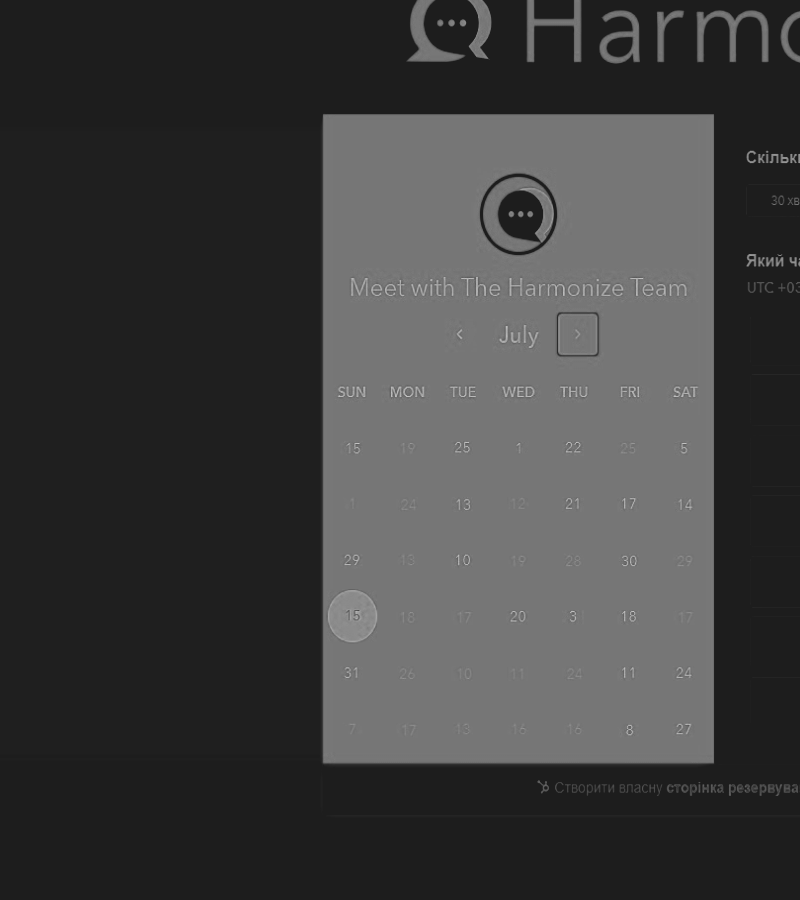 Harmo
Скільки
30 хв
Який ча
UTC +03
Meet with The Harmonize Team
July
SUN MON TUE WED THU FRI SAT
15 19 25 1 22 25 5
1 24 13 12 21 17 14
29 13 10 19 28 30 29
15 18 17 20 3 18 17
31 26 10 11 24 11 24
7 17 13 16 16 8 27
Створити власну сторінка резервува